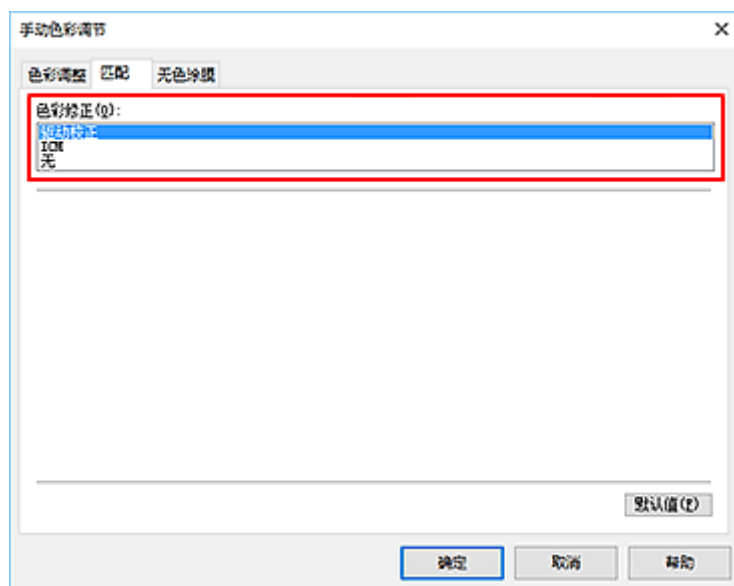 手动色彩调节
色彩调整 匹配 无色涂膜
色彩修正(O):
驱动校正
ICM
无
默认值(F)
确定 取消 帮助